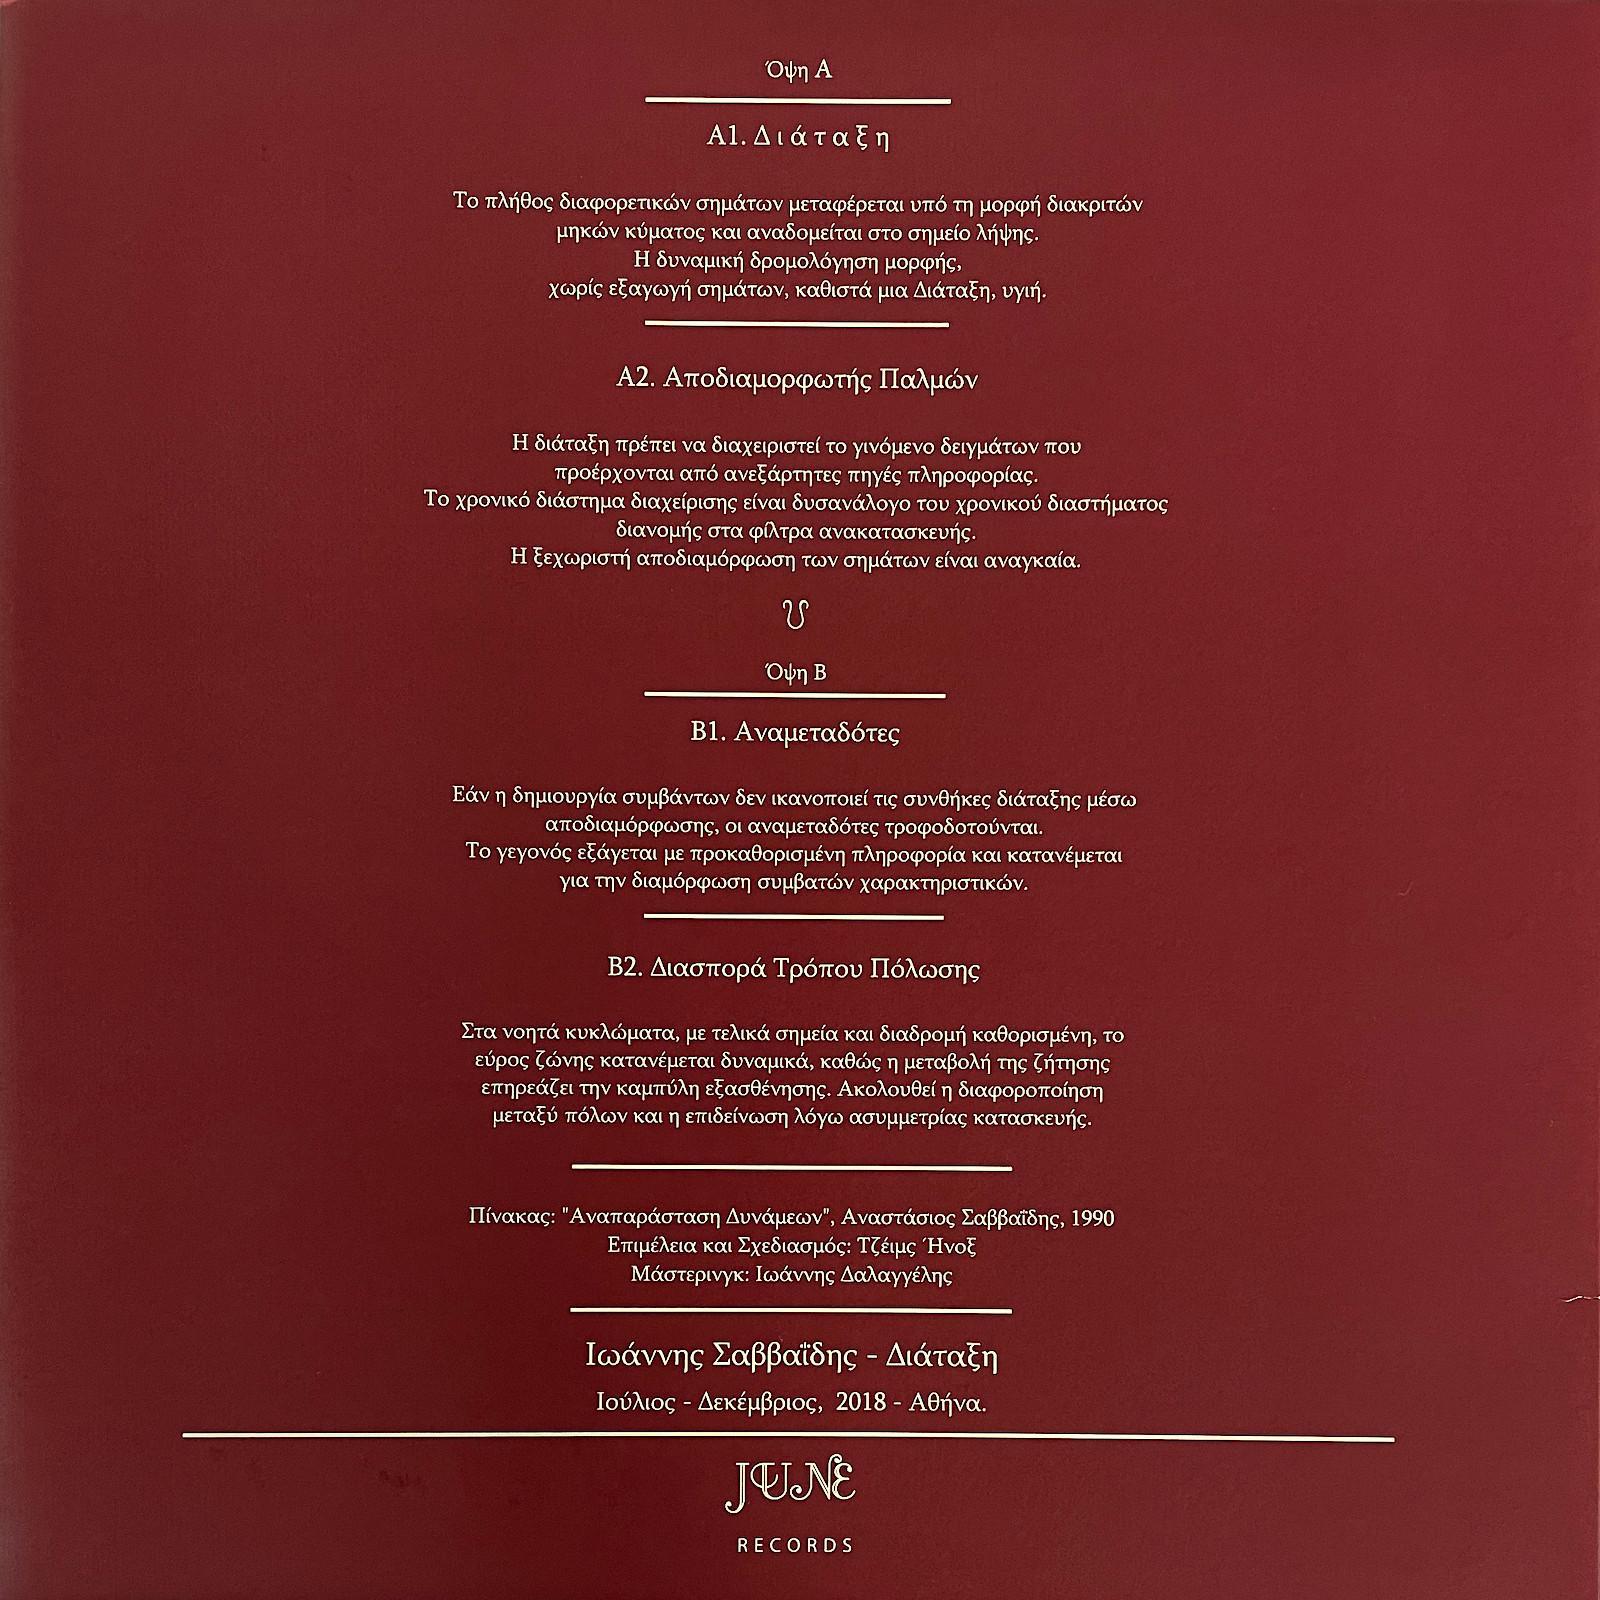 Όψη Α
Α1. Δ ι ά τ α ξ η
Το πλήθος διαφορετικών σημάτων μεταφέρεται υπό τη μορφή διακριτών
μηκών κύματος και αναδομείται στο σημείο λήψης.
Η δυναμική δρομολόγηση μορφής,
χωρίς εξαγωγή σημάτων, καθιστά μια Διάταξη, υγιή.
Α2. Αποδιαμορφωτής Παλμών
Η διάταξη πρέπει να διαχειριστεί το γινόμενο δειγμάτων που
προέρχονται από ανεξάρτητες πηγές πληροφορίας.
Το χρονικό διάστημα διαχείρισης είναι δυσανάλογο του χρονικού διαστήματος
διανομής στα φίλτρα ανακατασκευής.
Η ξεχωριστή αποδιαμόρφωση των σημάτων είναι αναγκαία.
Όψη Β
Β1. Αναμεταδότες
Εάν η δημιουργία συμβάντων δεν ικανοποιεί τις συνθήκες διάταξης μέσω
αποδιαμόρφωσης, οι αναμεταδότες τροφοδοτούνται.
Το γεγονός εξάγεται με προκαθορισμένη πληροφορία και κατανέμεται
για την διαμόρφωση συμβατών χαρακτηριστικών.
Β2. Διασπορά Τρόπου Πόλωσης
Στα νοητά κυκλώματα, με τελικά σημεία και διαδρομή καθορισμένη, το
εύρος ζώνης κατανέμεται δυναμικά, καθώς η μεταβολή της ζήτησης
επηρεάζει την καμπύλη εξασθένησης. Ακολουθεί η διαφοροποίηση
μεταξύ πόλων και η επιδείνωση λόγω ασυμμετρίας κατασκευής.
Πίνακας: "Αναπαράσταση Δυνάμεων", Αναστάσιος Σαββαΐδης, 1990
Επιμέλεια και Σχεδιασμός: Τζέιμς Ήνοξ
Μάστερινγκ: Ιωάννης Δαλαγγέλης
Ιωάννης Σαββαΐδης - Διάταξη
Ιούλιος - Δεκέμβριος, 2018 - Αθήνα.
JUNE
RECORDS